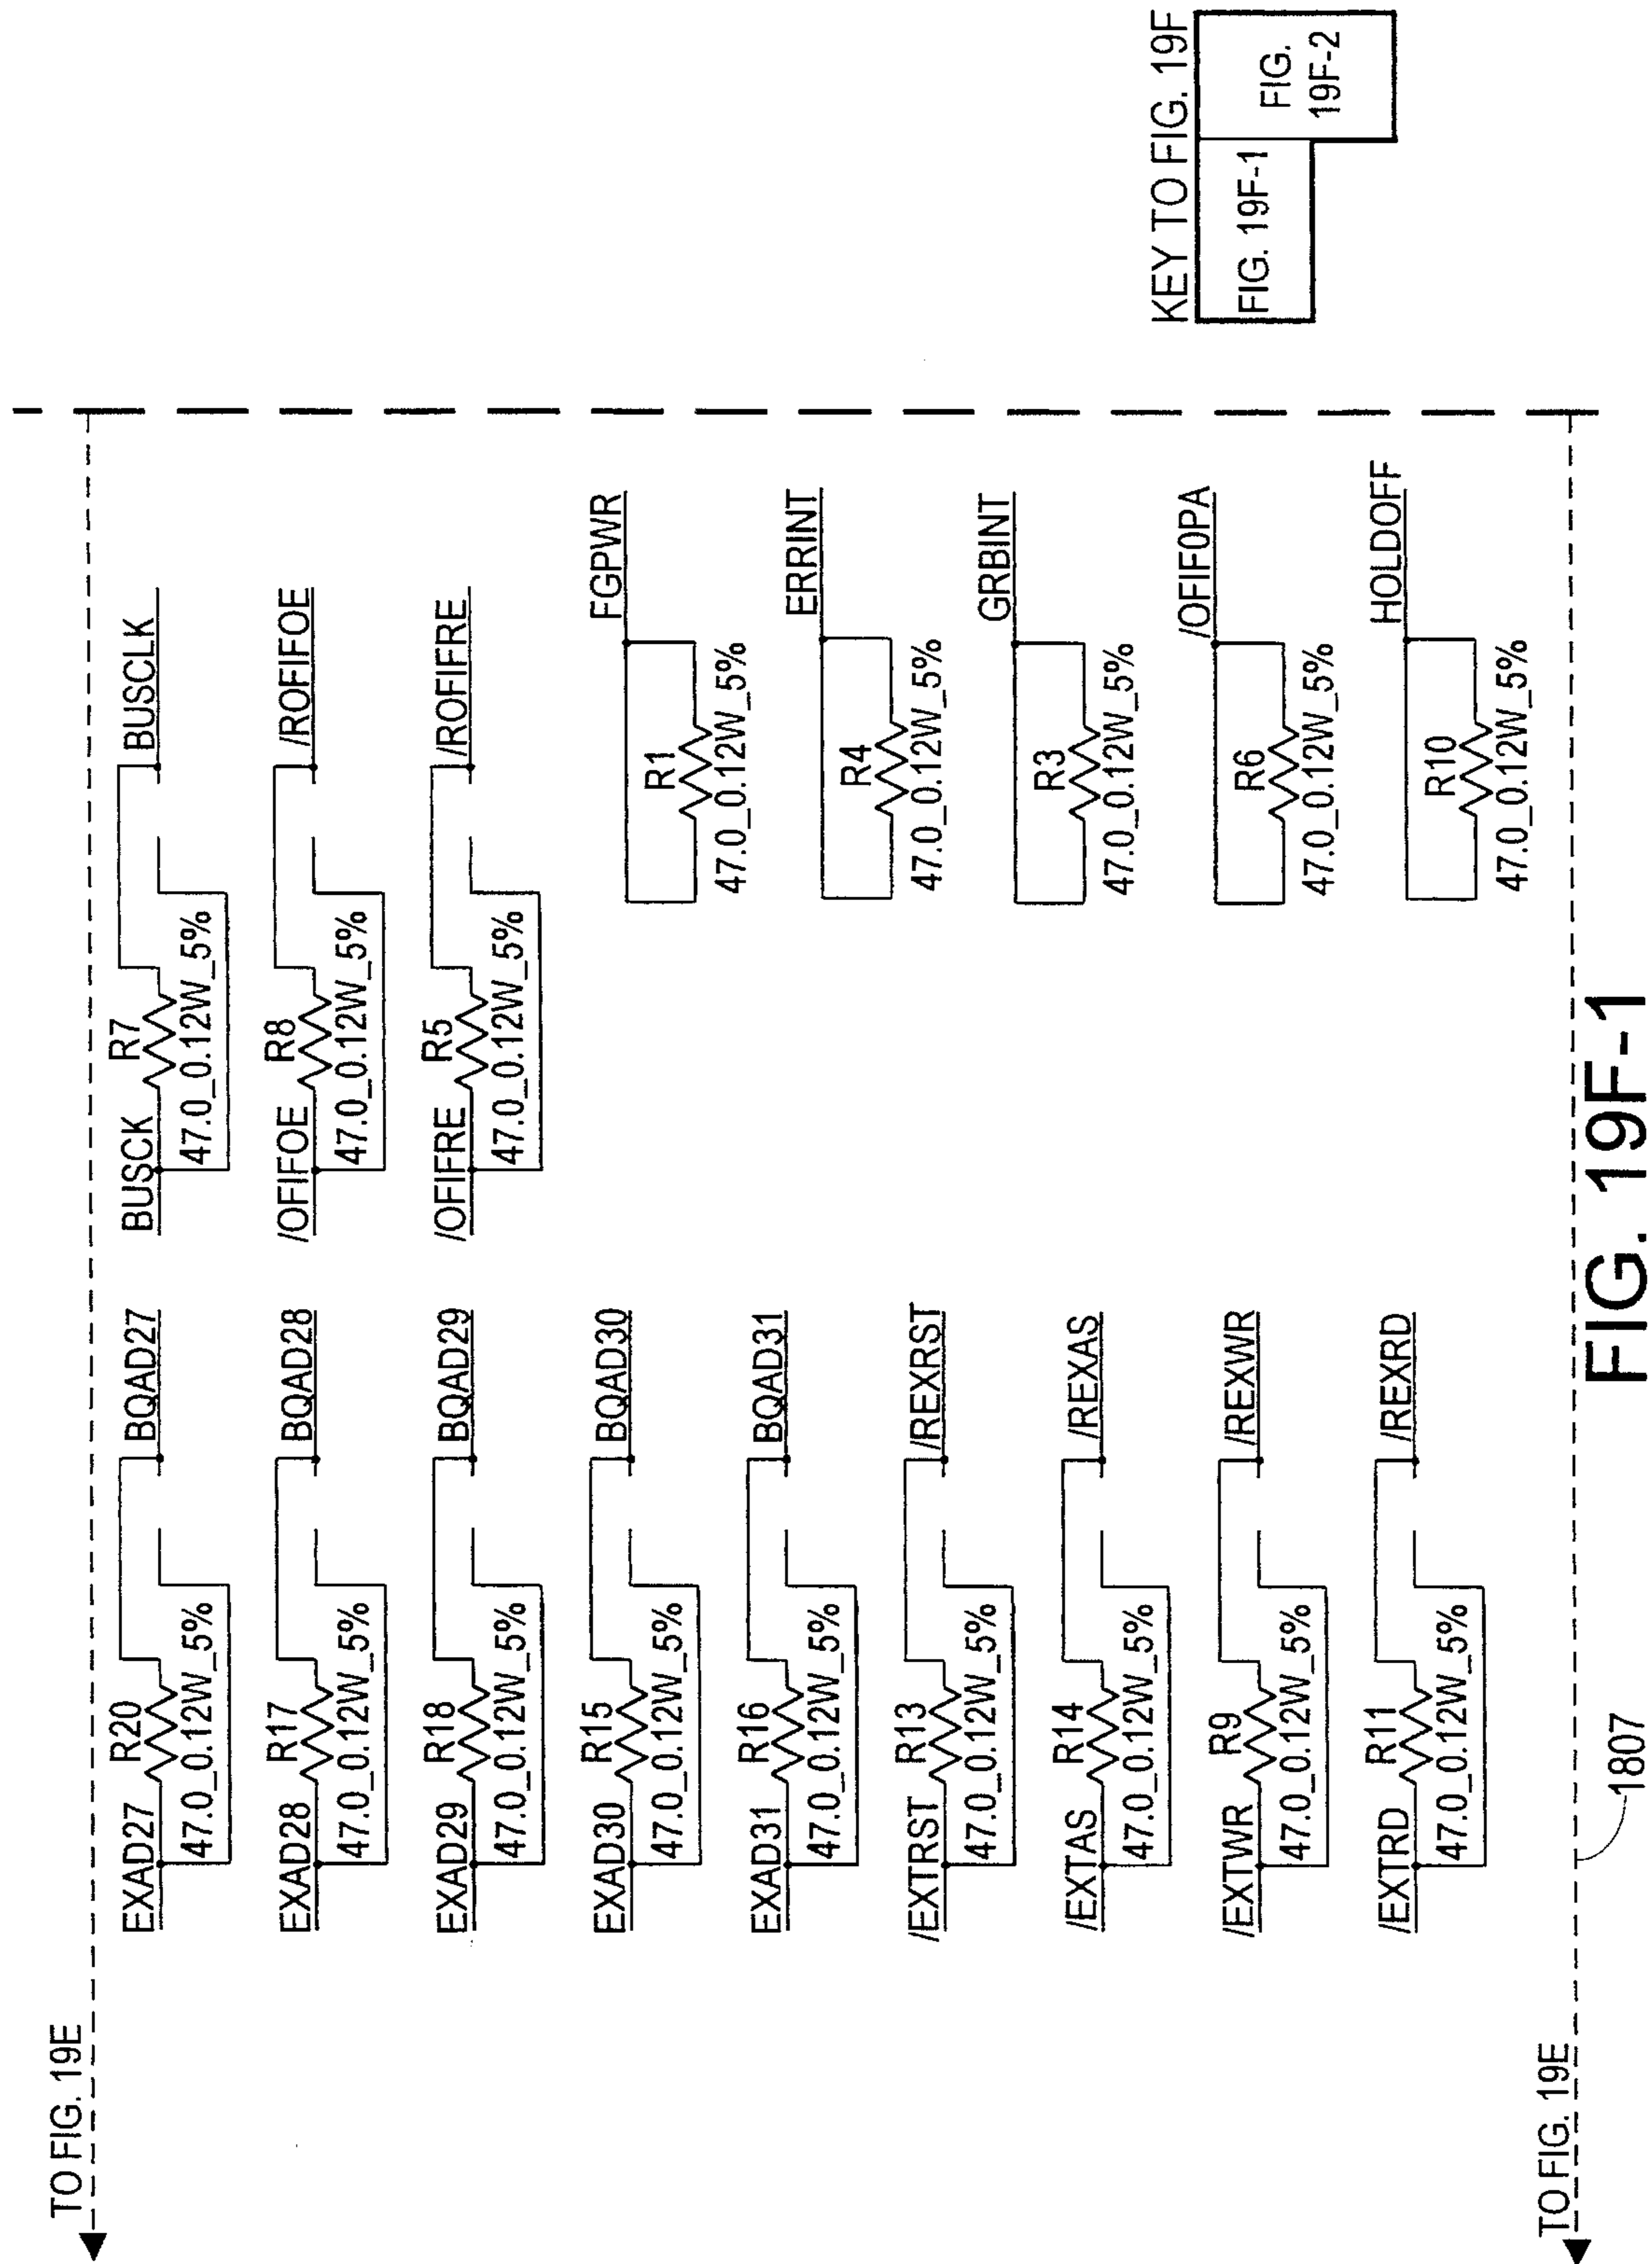 TO FIG. 19E
EXAD27
R20
47.0_0.12W_5%
BQAD27
EXAD28
R17
47.0_0.12W_5%
BQAD28
EXAD29
R18
47.0_0.12W_5%
BQAD29
EXAD30
R15
47.0_0.12W_5%
BQAD30
EXAD31
R16
47.0_0.12W_5%
BQAD31
/EXTRST
R13
47.0_0.12W_5%
/REXRST
/EXTAS
R14
47.0_0.12W_5%
/REXAS
/EXTWR
R9
47.0_0.12W_5%
/REXWR
/EXTRD
R11
47.0_0.12W_5%
/REXRD
BUSCK
R7
47.0_0.12W_5%
BUSCLK
/OFIFOE
R8
47.0_0.12W_5%
/ROFIFOE
/OFIFRE
R5
47.0_0.12W_5%
/ROFIFRE
FGPWR
R1
47.0_0.12W_5%
ERRINT
R4
47.0_0.12W_5%
GRBINT
R3
47.0_0.12W_5%
/OFIF0PA
R6
47.0_0.12W_5%
HOLDOFF
R10
47.0_0.12W_5%
TO FIG. 19E
1807
FIG. 19F-1
KEY TO FIG. 19F
FIG. 19F-1
FIG.
19F-2